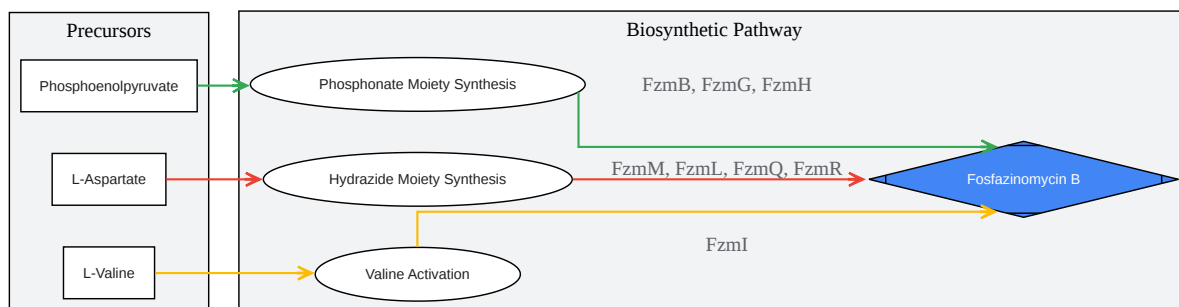 Precursors
Biosynthetic Pathway
Phosphoenolpyruvate
Phosphonate Moiety Synthesis
FzmB, FzmG, FzmH
L-Aspartate
Hydrazide Moiety Synthesis
FzmM, FzmL, FzmQ, FzmR
Fosfazinomycin B
L-Valine
Valine Activation
FzmI